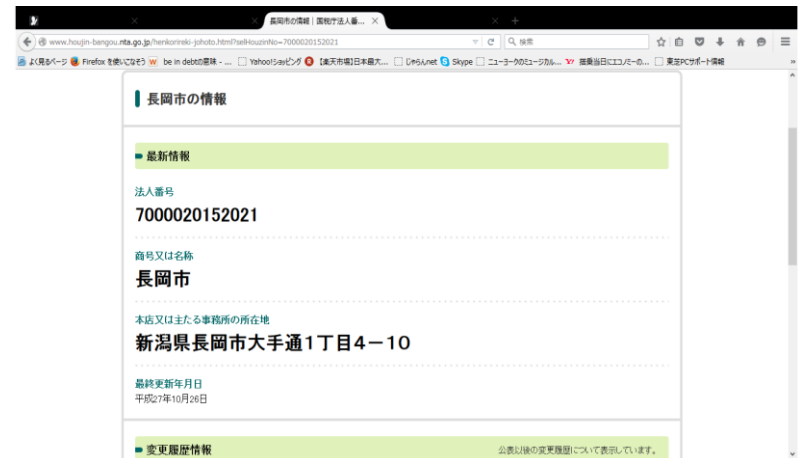 長岡市の情報 | 国税庁法人番...
www.houjin-bangou.nta.go.jp/henkorireki-johoto.html?selHouzinNo=7000020152021
検索
よく見るページ
Firefox を使いこなそう
be in debtの意味 - ...
Yahoo!ショッピング
【楽天市場】日本最大...
じゃらんnet
Skype
ニューヨークのミュージカル...
搭乗当日にエコノミーの...
東芝PCサポート情報
長岡市の情報
最新情報
法人番号
7000020152021
商号又は名称
長岡市
本店又は主たる事務所の所在地
新潟県長岡市大手通1丁目4－10
最終更新年月日
平成27年10月26日
変更履歴情報
公表以後の変更履歴について表示しています。